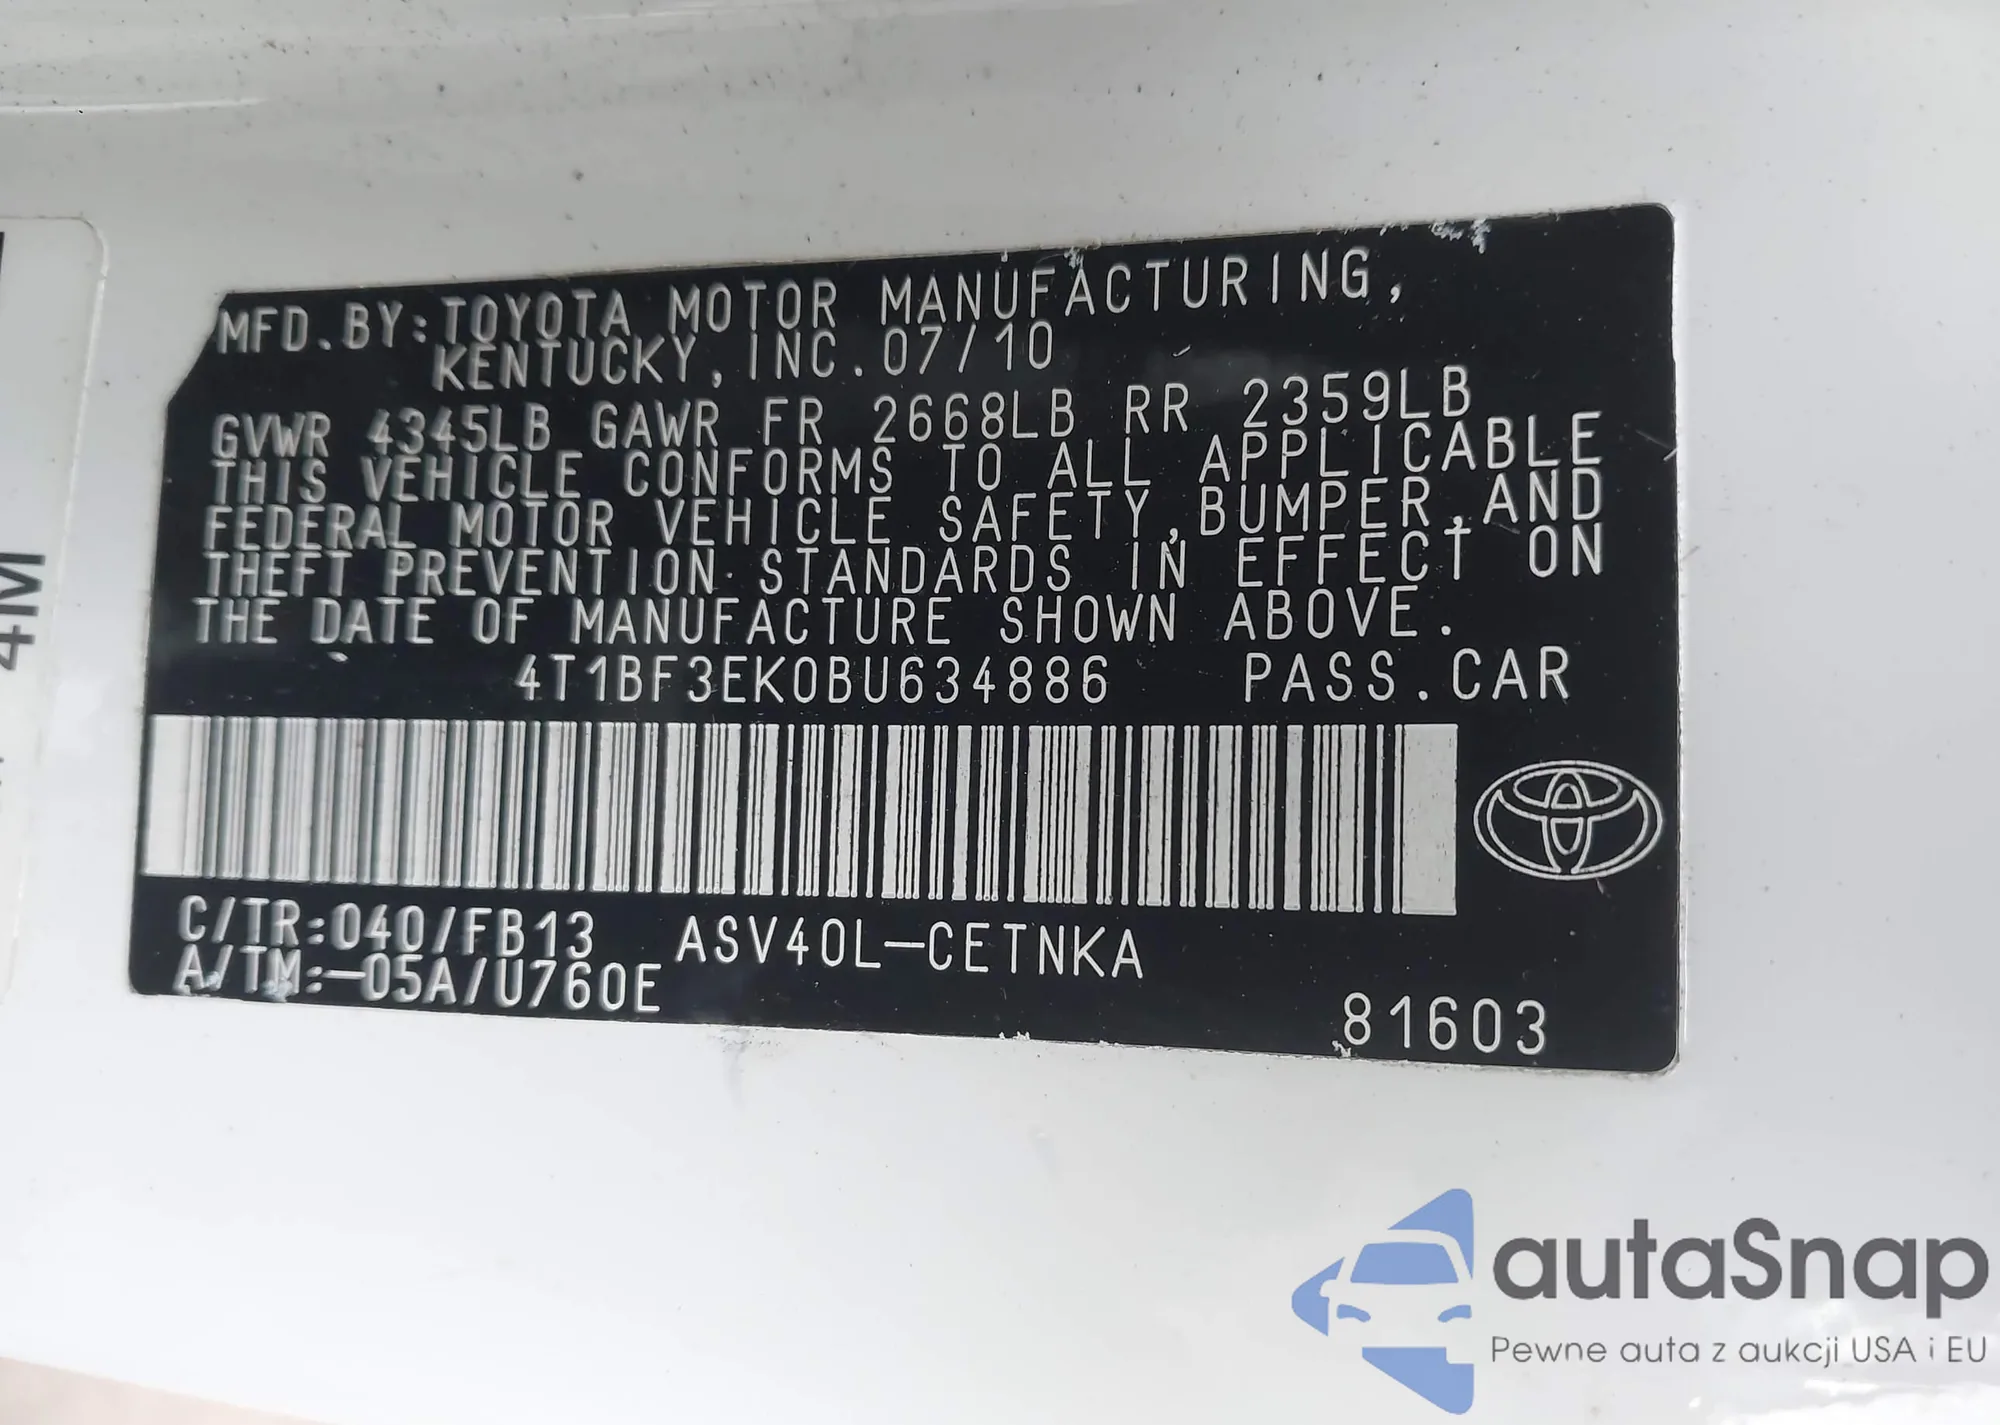 MFD.BY:TOYOTA MOTOR MANUFACTURING,
KENTUCKY, INC.07/10
GVWR 4345LB GAWR FR 2668LB RR 2359LB
THIS VEHICLE CONFORMS TO ALL APPLICABLE
FEDERAL MOTOR VEHICLE SAFETY,BUMPER,AND
THEFT PREVENTION STANDARDS IN EFFECT ON
THE DATE OF MANUFACTURE SHOWN ABOVE.
4T1BF3EK0BU634886 PASS.CAR
C/TR:040/FB13 ASV40L-CETNKA
A/TM:-05A/U760E
81603
4M
autaSnap
Pewne auta z aukcji USA i EU